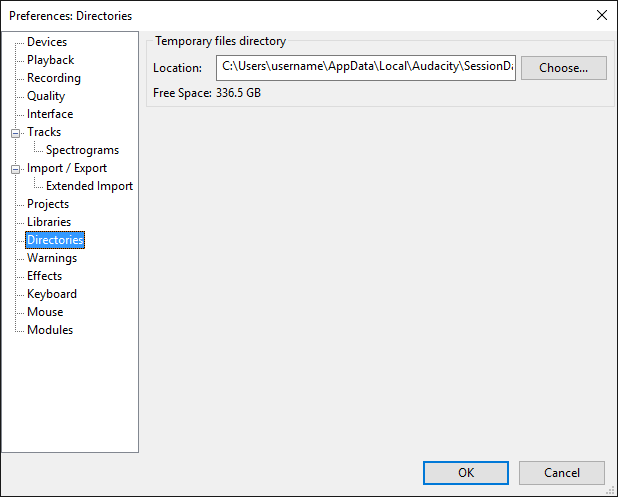 Preferences: Directories
Devices
Playback
Recording
Quality
Interface
Tracks
Spectrograms
Import / Export
Extended Import
Projects
Libraries
Directories
Warnings
Effects
Keyboard
Mouse
Modules
Temporary files directory
Location: C:\Users\username\AppData\Local\Audacity\SessionDa Choose...
Free Space: 336.5 GB
OK Cancel